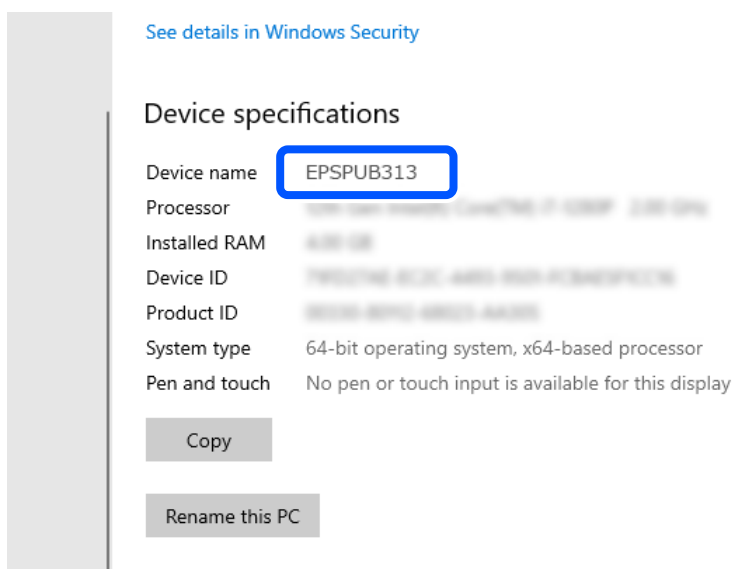 See details in Windows Security
Device specifications
Device name EPSPUB313
Processor
Installed RAM
Device ID
Product ID
System type 64-bit operating system, x64-based processor
Pen and touch No pen or touch input is available for this display
Copy
Rename this PC